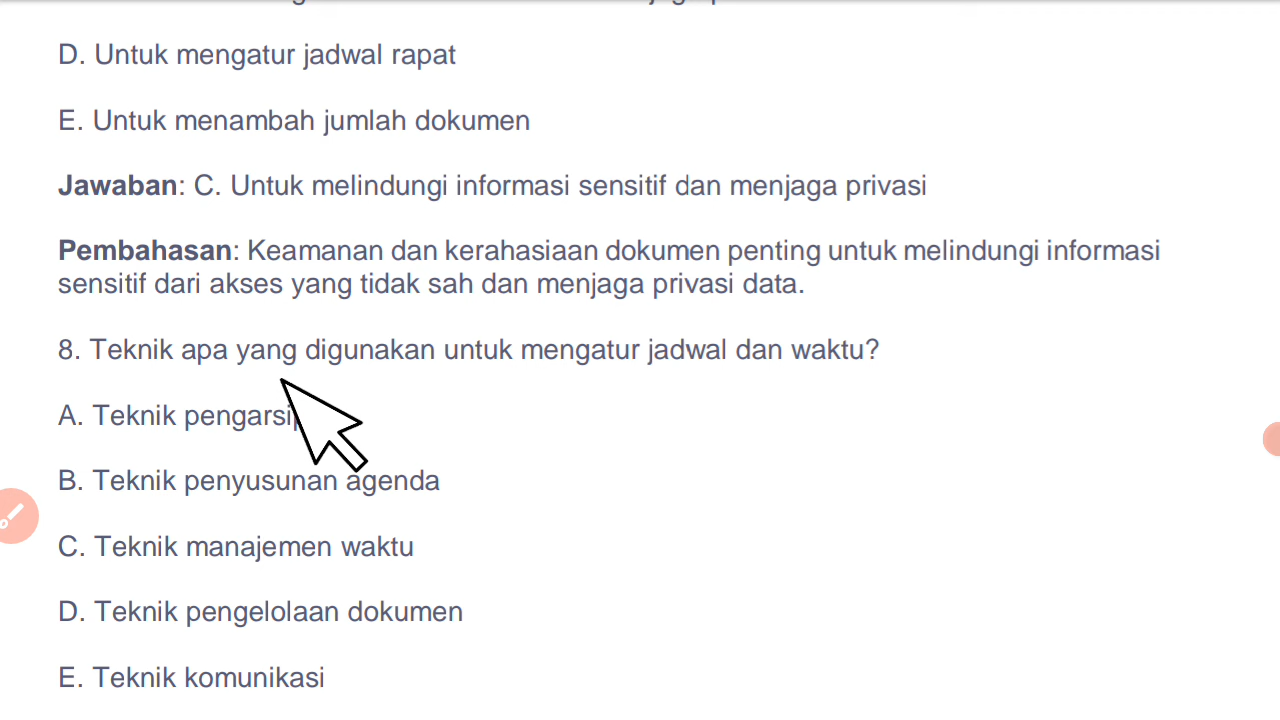 D. Untuk mengatur jadwal rapat
E. Untuk menambah jumlah dokumen
Jawaban: C. Untuk melindungi informasi sensitif dan menjaga privasi
Pembahasan: Keamanan dan kerahasiaan dokumen penting untuk melindungi informasi
sensitif dari akses yang tidak sah dan menjaga privasi data.
8. Teknik apa yang digunakan untuk mengatur jadwal dan waktu?
A. Teknik
B. Teknik penyusunan agenda
C. Teknik manajemen waktu
D. Teknik pengelolaan dokumen
E. Teknik komunikasi